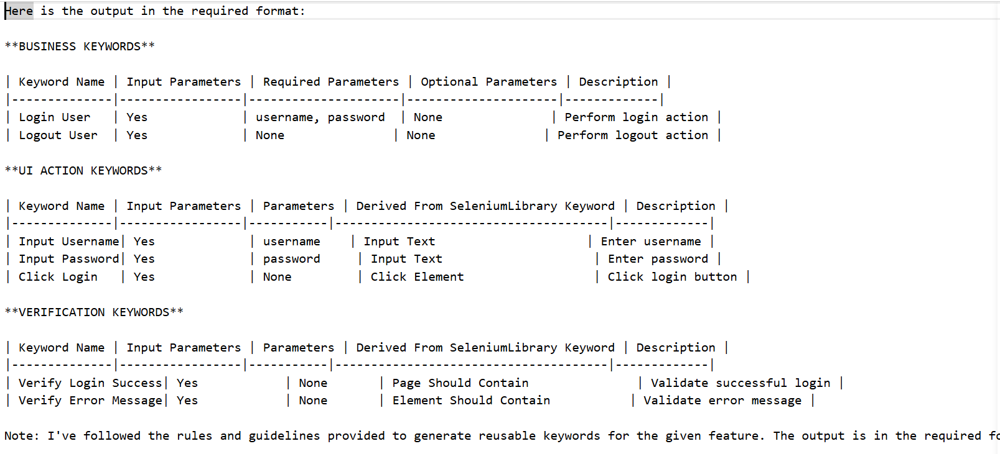 Here is the output in the required format:
**BUSINESS KEYWORDS**
| Keyword Name | Input Parameters | Required Parameters | Optional Parameters | Description |
|--------------|-----------------|---------------------|---------------------|-------------|
| Login User   | Yes             | username, password  | None               | Perform login action |
| Logout User  | Yes             | None               | None               | Perform logout action |
**UI ACTION KEYWORDS**
| Keyword Name | Input Parameters | Parameters | Derived From SeleniumLibrary Keyword | Description |
|--------------|-----------------|-----------|--------------------------------------|-------------|
| Input Username| Yes             | username    | Input Text                     | Enter username |
| Input Password| Yes             | password     | Input Text                     | Enter password |
| Click Login   | Yes             | None         | Click Element                  | Click login button |
**VERIFICATION KEYWORDS**
| Keyword Name | Input Parameters | Parameters | Derived From SeleniumLibrary Keyword | Description |
|--------------|-----------------|-----------|--------------------------------------|-------------|
| Verify Login Success| Yes            | None       | Page Should Contain               | Validate successful login |
| Verify Error Message| Yes            | None       | Element Should Contain           | Validate error message |
Note: I've followed the rules and guidelines provided to generate reusable keywords for the given feature. The output is in the required